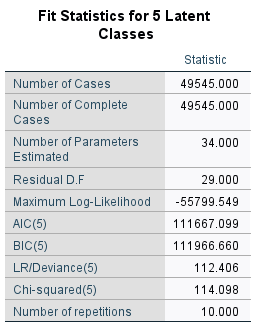 Fit Statistics for 5 Latent
Classes
Statistic
Number of Cases 49545.000
Number of Complete 49545.000
Cases
Number of Parameters 34.000
Estimated
Residual D.F 29.000
Maximum Log-Likelihood -55799.549
AIC(5) 111667.099
BIC(5) 111966.660
LR/Deviance(5) 112.406
Chi-squared(5) 114.098
Number of repetitions 10.000